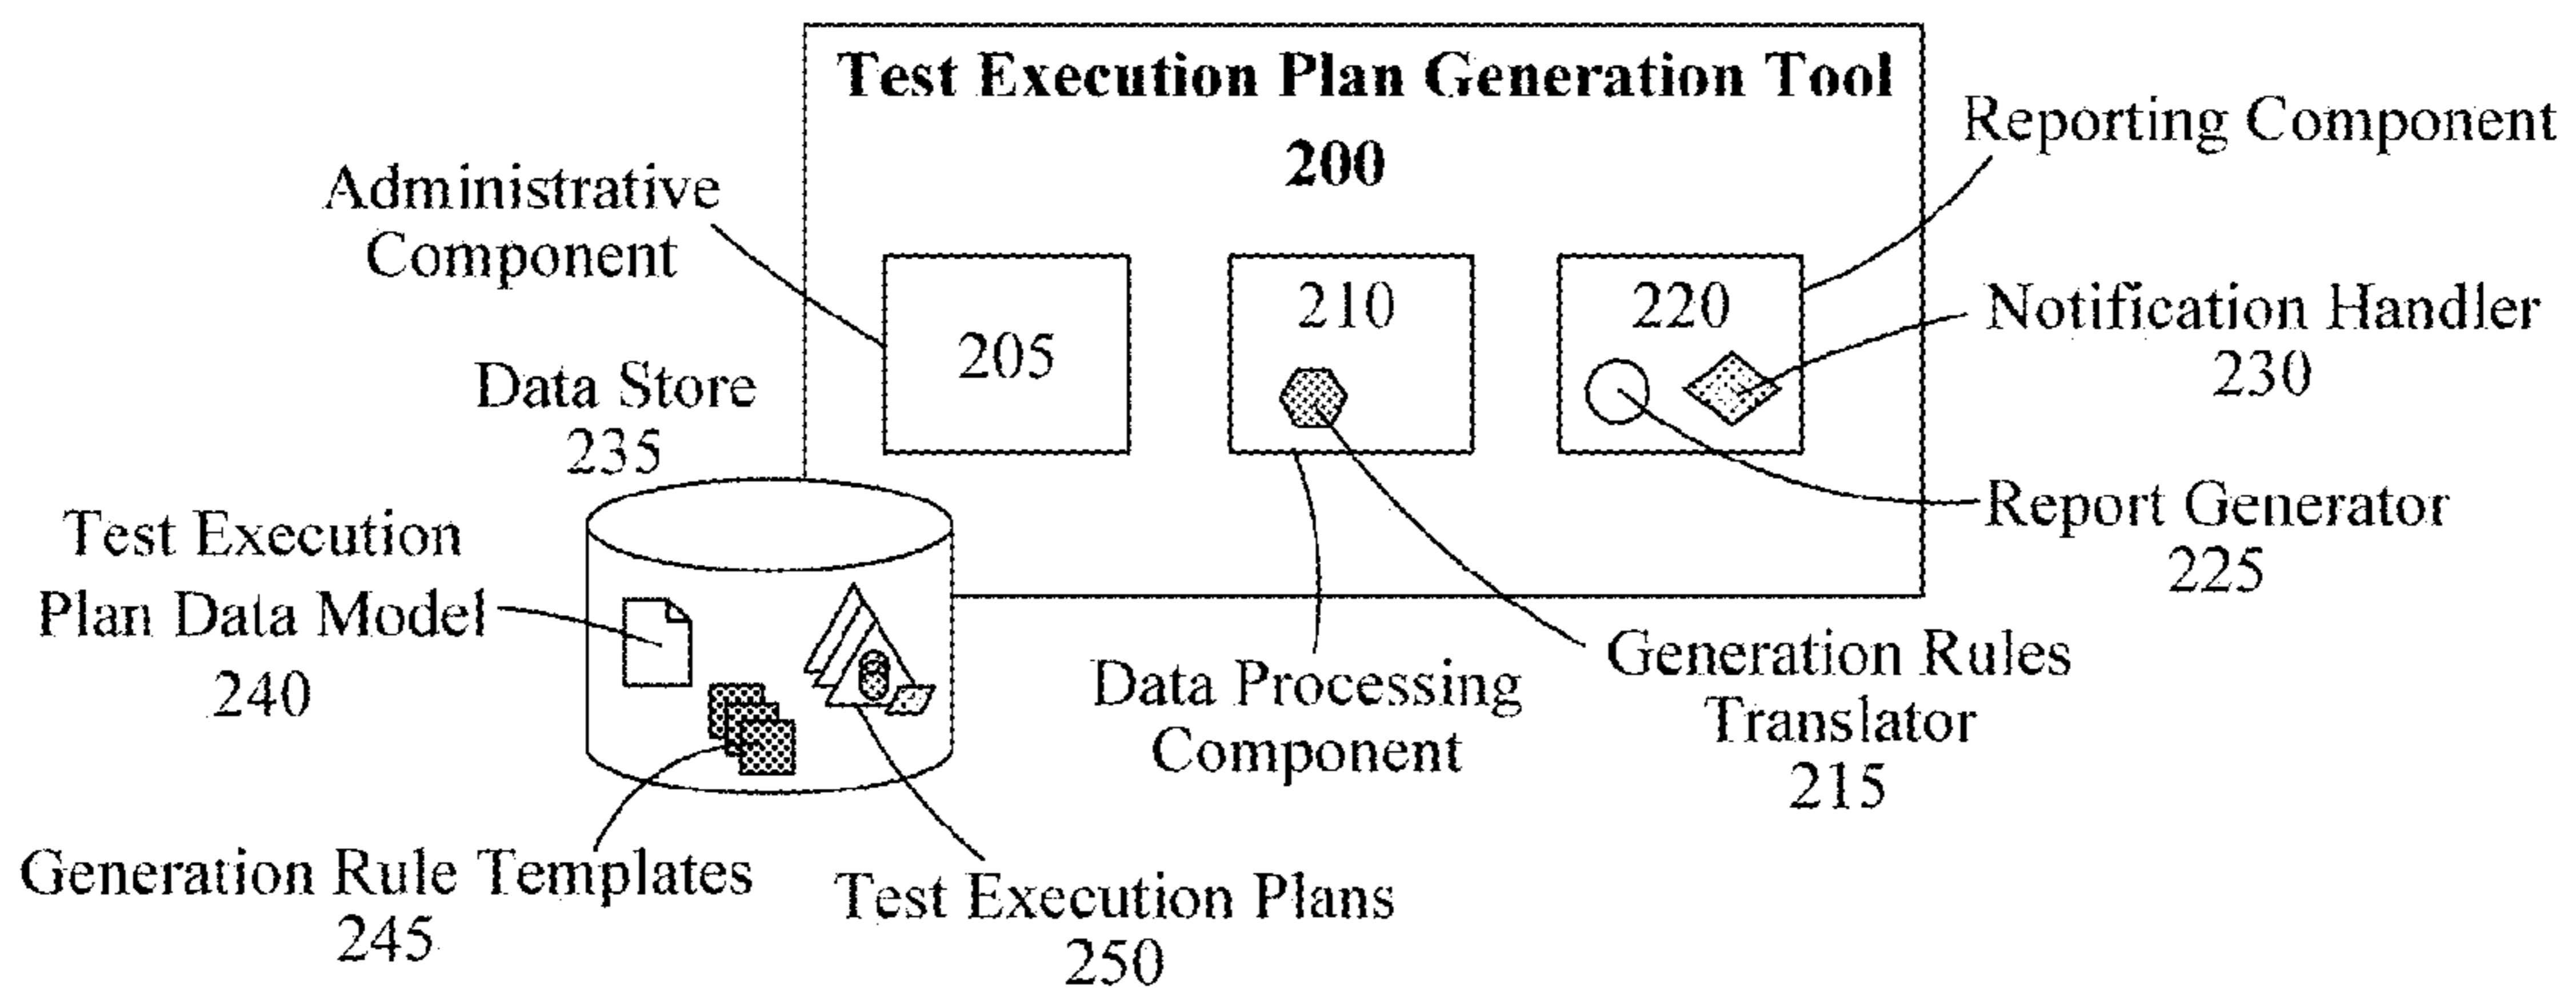 Test Execution Plan Generation Tool
200
Reporting Component
Administrative
Component
205
210
220
Notification Handler
230
Data Store
235
Report Generator
225
Test Execution
Plan Data Model
240
Data Processing
Component
Generation Rules
Translator
215
Generation Rule Templates
245
Test Execution Plans
250